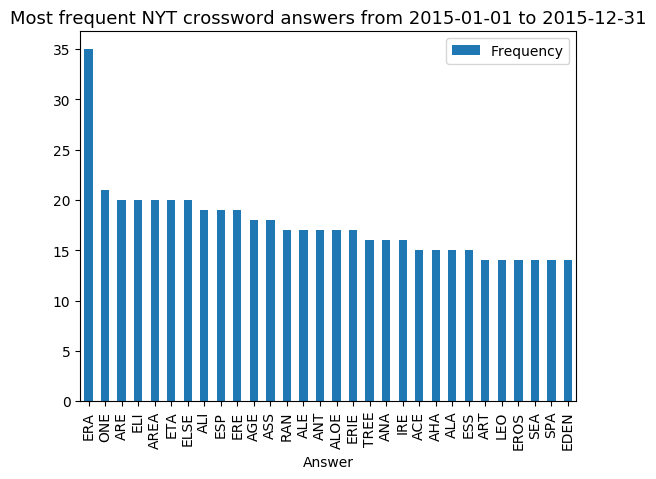 Most frequent NYT crossword answers from 2015-01-01 to 2015-12-31
Frequency
35
30
25
20
15
10
5
0
ERA
ONE
ARE
ELI
AREA
ETA
ELSE
ALI
ESP
ERE
AGE
ASS
RAN
ALE
ANT
ALOE
ERIE
TREE
ANA
IRE
ACE
AHA
ALA
ESS
ART
LEO
EROS
SEA
SPA
EDEN
Answer